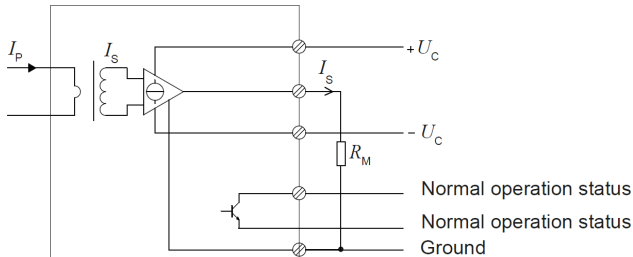 +U_C
I_P
I_S
I_S
− U_C
R_M
Normal operation status
Normal operation status
Ground